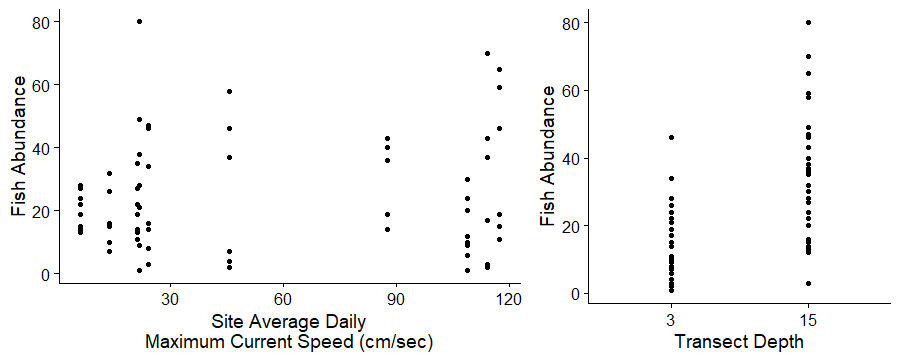 80
60
40
20
0
Fish Abundance
30 60 90 120
Site Average Daily
Maximum Current Speed (cm/sec)
80
60
40
20
0
Fish Abundance
3 15
Transect Depth